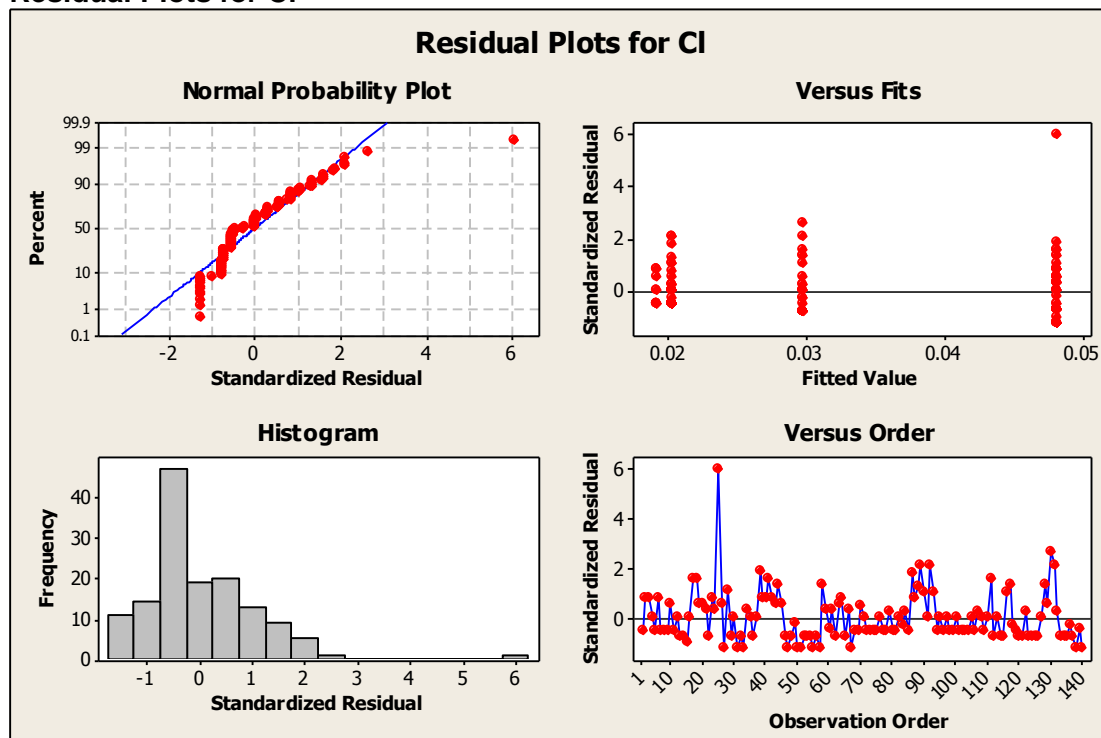 Residual Plots for Cl
Residual Plots for Cl
Normal Probability Plot
99.9
99
90
50
10
1
0.1
Percent
-2 0 2 4 6
Standardized Residual
Versus Fits
6
4
2
0
Standardized Residual
0.02 0.03 0.04 0.05
Fitted Value
Histogram
40
30
20
10
0
Frequency
-1 0 1 2 3 4 5 6
Standardized Residual
Versus Order
6
4
2
0
Standardized Residual
1 10 20 30 40 50 60 70 80 90 100 110 120 130 140
Observation Order